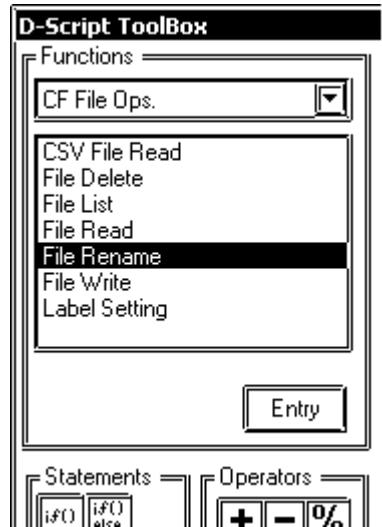 D-Script ToolBox
Functions
CF File Ops.
CSV File Read
File Delete
File List
File Read
File Rename
File Write
Label Setting
Entry
Statements Operators
if() if() + - %
else